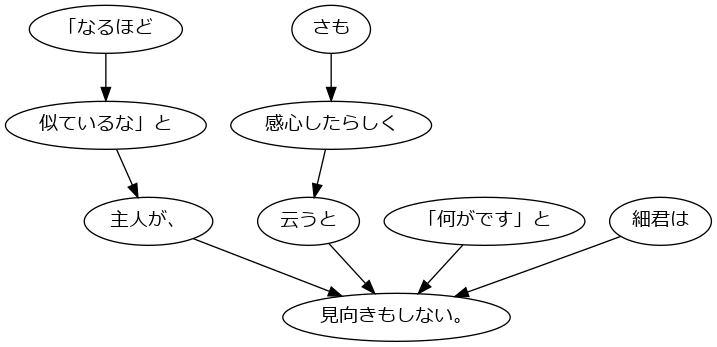 「なるほど
さも
似ているな」と
感心したらしく
主人が、
云うと
「何がです」と
細君は
見向きもしない。